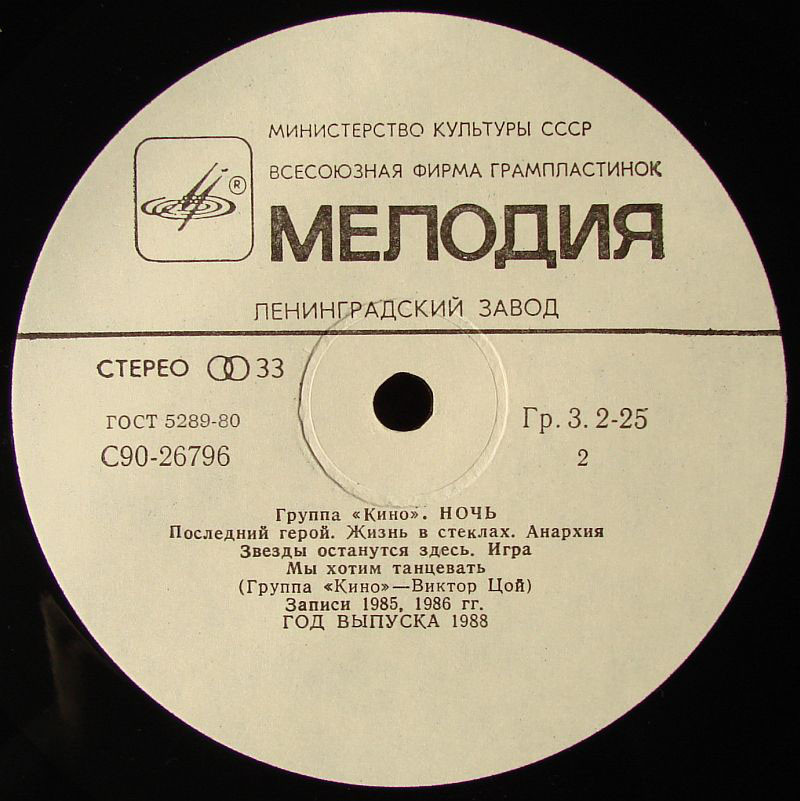 МИНИСТЕРСТВО КУЛЬТУРЫ СССР
ВСЕСОЮЗНАЯ ФИРМА ГРАМПЛАСТИНОК
®
МЕЛОДИЯ
ЛЕНИНГРАДСКИЙ ЗАВОД
СТЕРЕО 33
ГОСТ 5289-80
Гр. 3. 2-25
С90-26796
2
Группа «Кино». НОЧЬ
Последний герой. Жизнь в стеклах. Анархия
Звезды останутся здесь. Игра
Мы хотим танцевать
(Группа «Кино»—Виктор Цой)
Записи 1985, 1986 гг.
ГОД ВЫПУСКА 1988